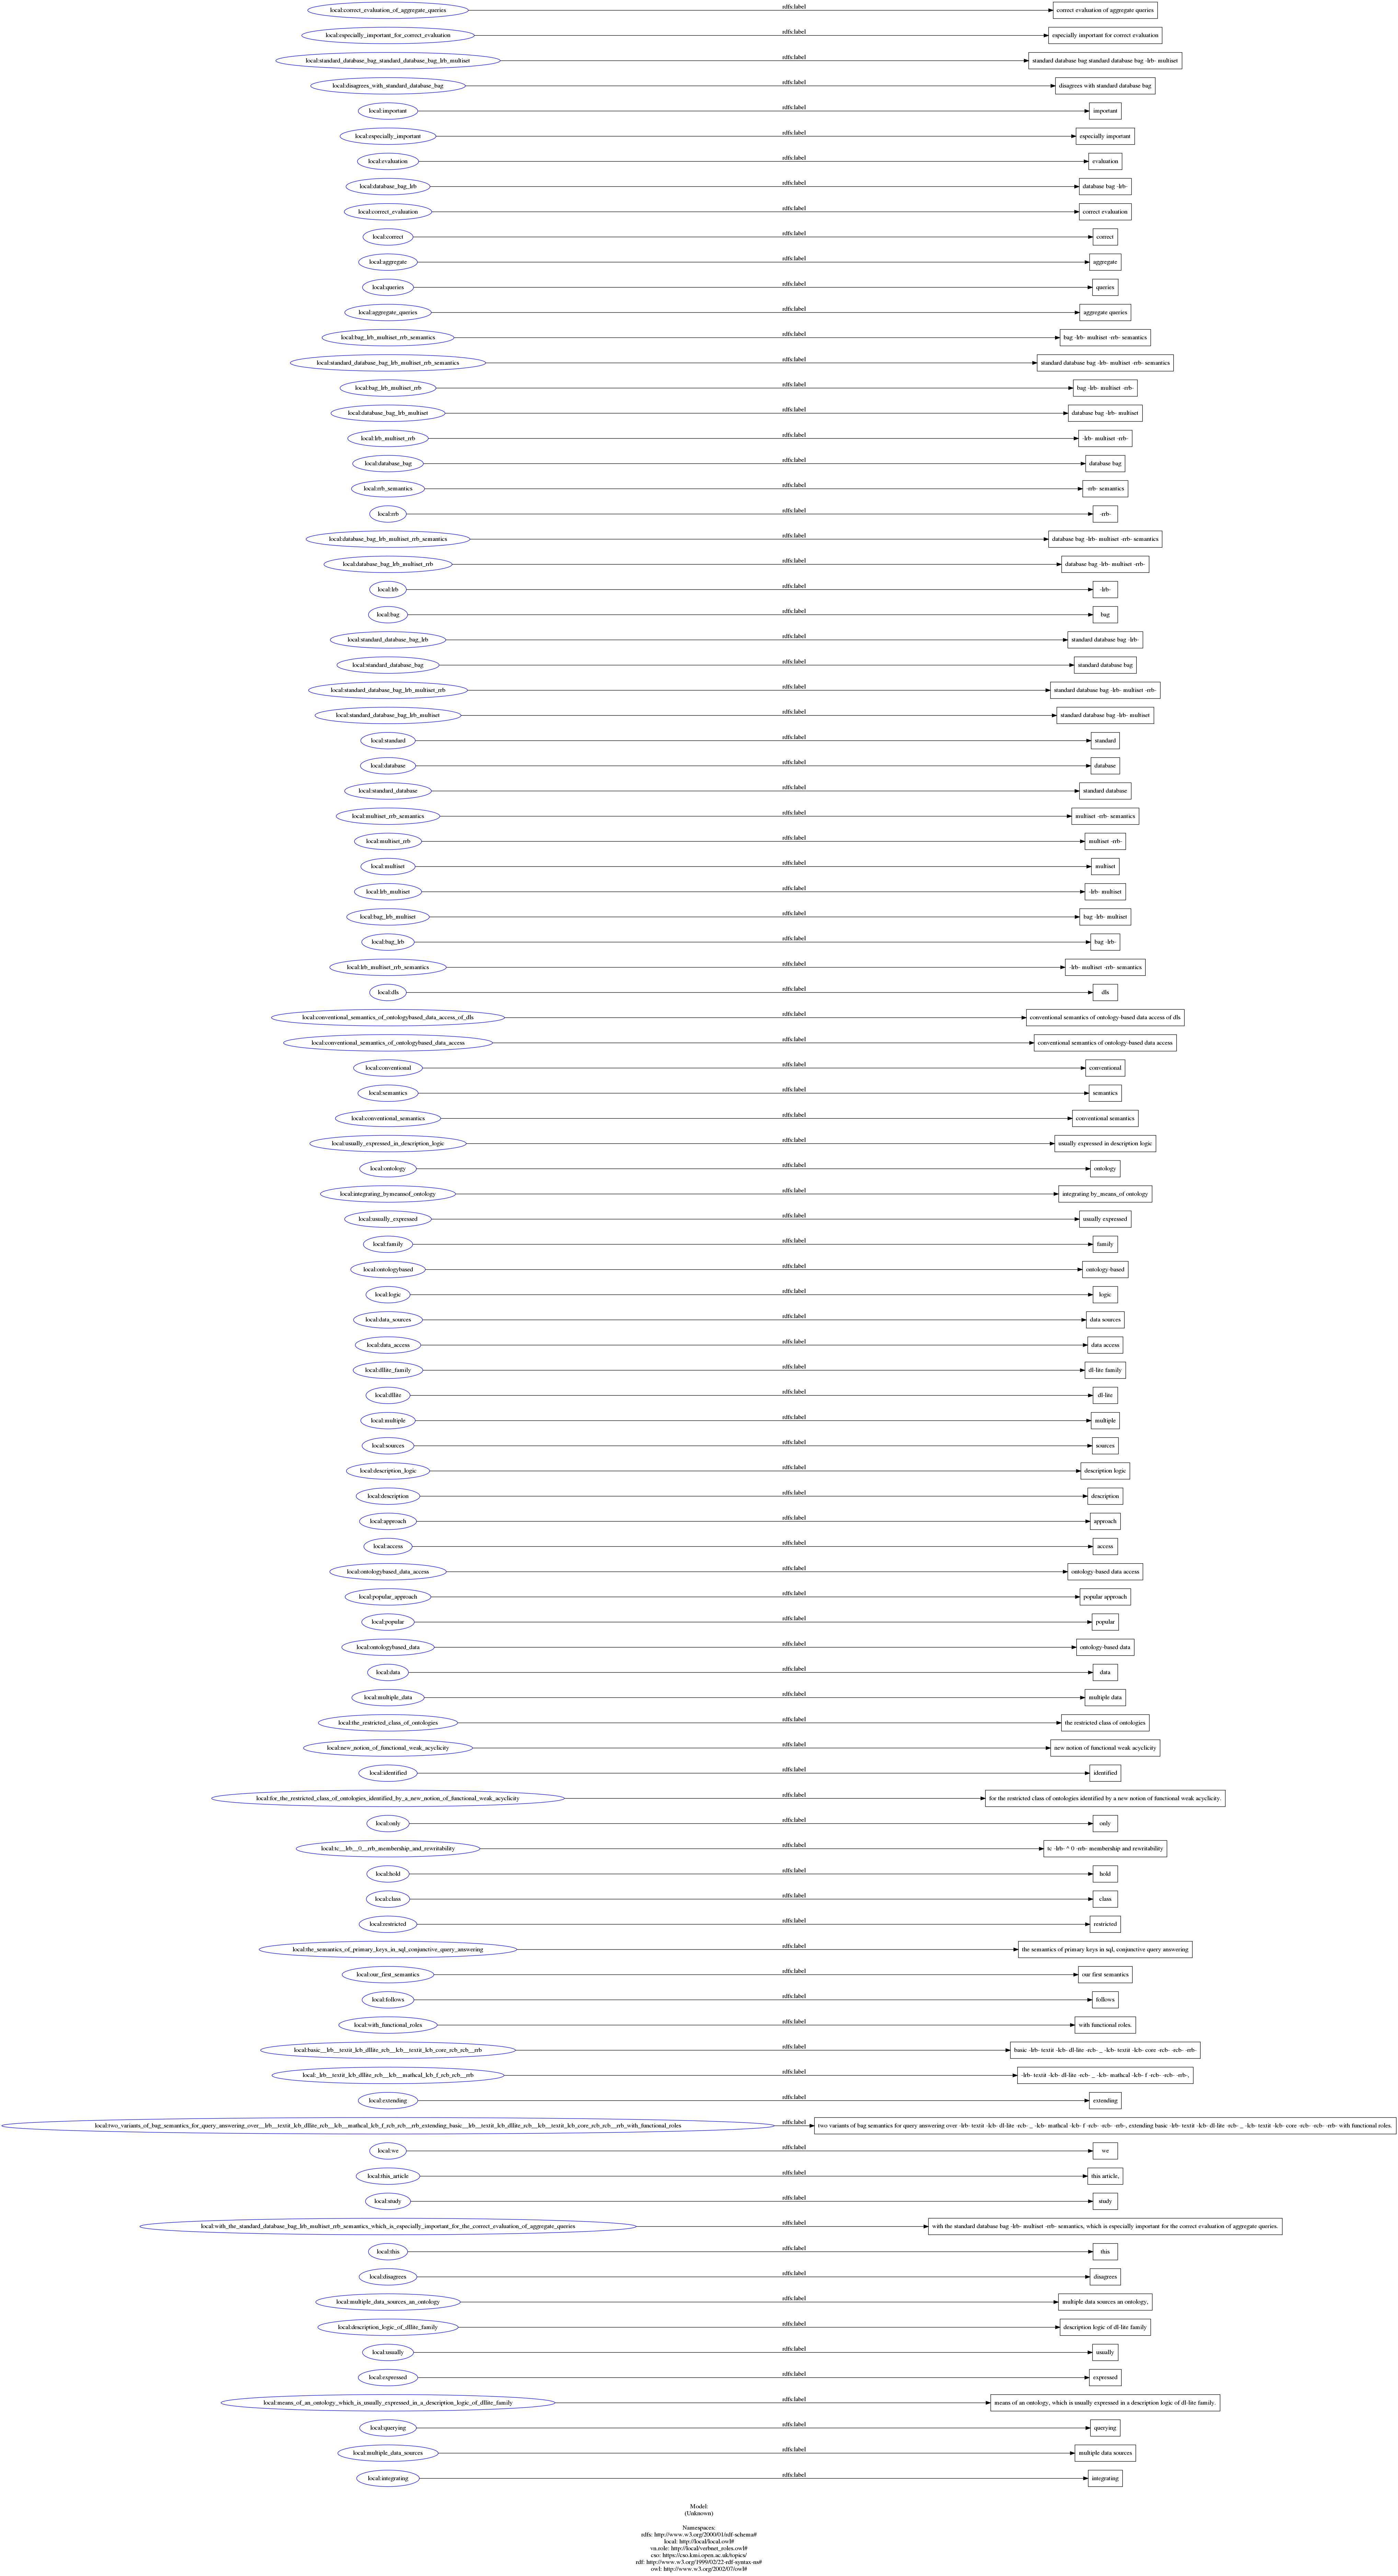 local:correct_evaluation_of_aggregate_queries rdfs:label correct evaluation of aggregate queries
local:especially_important_for_correct_evaluation rdfs:label especially important for correct evaluation
local:standard_database_bag_standard_database_bag_lrb_multiset rdfs:label standard database bag standard database bag -lrb- multiset
local:disagrees_with_standard_database_bag rdfs:label disagrees with standard database bag
local:important rdfs:label important
local:especially_important rdfs:label especially important
local:evaluation rdfs:label evaluation
local:database_bag_lrb rdfs:label database bag -lrb-
local:correct_evaluation rdfs:label correct evaluation
local:correct rdfs:label correct
local:aggregate rdfs:label aggregate
local:queries rdfs:label queries
local:aggregate_queries rdfs:label aggregate queries
local:bag_lrb_multiset_rrb_semantics rdfs:label bag -lrb- multiset -rrb- semantics
local:standard_database_bag_lrb_multiset_rrb_semantics rdfs:label standard database bag -lrb- multiset -rrb- semantics
local:bag_lrb_multiset_rrb rdfs:label bag -lrb- multiset -rrb-
local:database_bag_lrb_multiset rdfs:label database bag -lrb- multiset
local:lrb_multiset_rrb rdfs:label -lrb- multiset -rrb-
local:database_bag rdfs:label database bag
local:rrb_semantics rdfs:label -rrb- semantics
local:rrb rdfs:label -rrb-
local:database_bag_lrb_multiset_rrb_semantics rdfs:label database bag -lrb- multiset -rrb- semantics
local:database_bag_lrb_multiset_rrb rdfs:label database bag -lrb- multiset -rrb-
local:lrb rdfs:label -lrb-
local:bag rdfs:label bag
local:standard_database_bag_lrb rdfs:label standard database bag -lrb-
local:standard_database_bag rdfs:label standard database bag
local:standard_database_bag_lrb_multiset_rrb rdfs:label standard database bag -lrb- multiset -rrb-
local:standard_database_bag_lrb_multiset rdfs:label standard database bag -lrb- multiset
local:standard rdfs:label standard
local:database rdfs:label database
local:standard_database rdfs:label standard database
local:multiset_rrb_semantics rdfs:label multiset -rrb- semantics
local:multiset_rrb rdfs:label multiset -rrb-
local:multiset rdfs:label multiset
local:lrb_multiset rdfs:label -lrb- multiset
local:bag_lrb_multiset rdfs:label bag -lrb- multiset
local:bag_lrb rdfs:label bag -lrb-
local:lrb_multiset_rrb_semantics rdfs:label -lrb- multiset -rrb- semantics
local:dls rdfs:label dls
local:conventional_semantics_of_ontologybased_data_access_of_dls rdfs:label conventional semantics of ontology-based data access of dls
local:conventional_semantics_of_ontologybased_data_access rdfs:label conventional semantics of ontology-based data access
local:conventional rdfs:label conventional
local:semantics rdfs:label semantics
local:conventional_semantics rdfs:label conventional semantics
local:usually_expressed_in_description_logic rdfs:label usually expressed in description logic
local:ontology rdfs:label ontology
local:integrating_bymeansof_ontology rdfs:label integrating by_means_of ontology
local:usually_expressed rdfs:label usually expressed
local:family rdfs:label family
local:ontologybased rdfs:label ontology-based
local:logic rdfs:label logic
local:data_sources rdfs:label data sources
local:data_access rdfs:label data access
local:dllite_family rdfs:label dl-lite family
local:dllite rdfs:label dl-lite
local:multiple rdfs:label multiple
local:sources rdfs:label sources
local:description_logic rdfs:label description logic
local:description rdfs:label description
local:approach rdfs:label approach
local:access rdfs:label access
local:ontologybased_data_access rdfs:label ontology-based data access
local:popular_approach rdfs:label popular approach
local:popular rdfs:label popular
local:ontologybased_data rdfs:label ontology-based data
local:data rdfs:label data
local:multiple_data rdfs:label multiple data
local:the_restricted_class_of_ontologies rdfs:label the restricted class of ontologies
local:new_notion_of_functional_weak_acyclicity rdfs:label new notion of functional weak acyclicity
local:identified rdfs:label identified
local:for_the_restricted_class_of_ontologies_identified_by_a_new_notion_of_functional_weak_acyclicity rdfs:label for the restricted class of ontologies identified by a new notion of functional weak acyclicity.
local:only rdfs:label only
local:tc__lrb__0__rrb_membership_and_rewritability rdfs:label tc -lrb- ^ 0 -rrb- membership and rewritability
local:hold rdfs:label hold
local:class rdfs:label class
local:restricted rdfs:label restricted
local:the_semantics_of_primary_keys_in_sql_conjunctive_query_answering rdfs:label the semantics of primary keys in sql, conjunctive query answering
local:our_first_semantics rdfs:label our first semantics
local:follows rdfs:label follows
local:with_functional_roles rdfs:label with functional roles.
local:basic__lrb__textit_lcb_dllite_rcb__lcb__textit_lcb_core_rcb_rcb__rrb rdfs:label basic -lrb- textit -lcb- dl-lite -rcb- _ -lcb- textit -lcb- core -rcb- -rcb- -rrb-
local:_lrb__textit_lcb_dllite_rcb__lcb__mathcal_lcb_f_rcb_rcb__rrb rdfs:label -lrb- textit -lcb- dl-lite -rcb- _ -lcb- mathcal -lcb- f -rcb- -rcb- -rrb-,
local:extending rdfs:label extending
local:two_variants_of_bag_semantics_for_query_answering_over__lrb__textit_lcb_dllite_rcb__lcb__mathcal_lcb_f_rcb_rcb__rrb_extending_basic__lrb__textit_lcb_dllite_rcb__lcb__textit_lcb_core_rcb_rcb__rrb_with_functional_roles rdfs:label two variants of bag semantics for query answering over -lrb- textit -lcb- dl-lite -rcb- _ -lcb- mathcal -lcb- f -rcb- -rcb- -rrb-, extending basic -lrb- textit -lcb- dl-lite -rcb- _ -lcb- textit -lcb- core -rcb- -rcb- -rrb- with functional roles.
local:we rdfs:label we
local:this_article rdfs:label this article,
local:study rdfs:label study
local:with_the_standard_database_bag_lrb_multiset_rrb_semantics_which_is_especially_important_for_the_correct_evaluation_of_aggregate_queries rdfs:label with the standard database bag -lrb- multiset -rrb- semantics, which is especially important for the correct evaluation of aggregate queries.
local:this rdfs:label this
local:disagrees rdfs:label disagrees
local:multiple_data_sources_an_ontology rdfs:label multiple data sources an ontology,
local:description_logic_of_dllite_family rdfs:label description logic of dl-lite family
local:usually rdfs:label usually
local:expressed rdfs:label expressed
local:means_of_an_ontology_which_is_usually_expressed_in_a_description_logic_of_dllite_family rdfs:label means of an ontology, which is usually expressed in a description logic of dl-lite family.
local:querying rdfs:label querying
local:multiple_data_sources rdfs:label multiple data sources
local:integrating rdfs:label integrating
Model:
(Unknown)
Namespaces:
rdfs: http://www.w3.org/2000/01/rdf-schema#
local: http://local/local.owl#
vn.role: http://local/verbnet_roles.owl#
cso: https://cso.kmi.open.ac.uk/topics/
rdf: http://www.w3.org/1999/02/22-rdf-syntax-ns#
owl: http://www.w3.org/2002/07/owl#